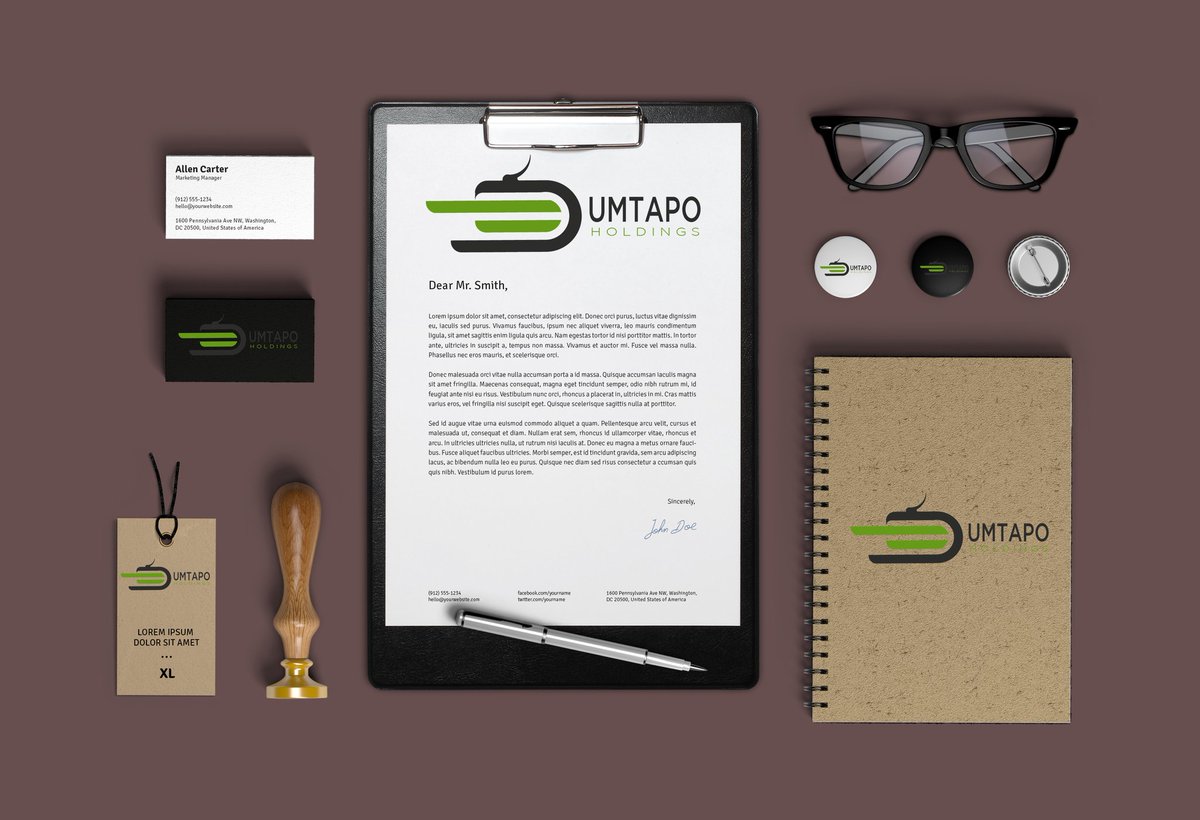 Allen Carter
Marketing Manager
(912) 555-1234
hello@yourwebsite.com
1600 Pennsylvania Ave NW, Washington,
DC 20500, United States of America
UMTAPO
HOLDINGS
UMTAPO
LOREM IPSUM
DOLOR SIT AMET
...
XL
UMTAPO
HOLDINGS
Dear Mr. Smith,
Lorem ipsum dolor sit amet, consectetur adipiscing elit. Donec purus, luctus vitae dignissim
eu, iaculis sed purus. Vivamus faucibus, ipsum nec aliquet viverra, leo mauris condimentum
ligula, sit amet sagittis enim ligula quis arcu. Nam egestas tortor id nisi porttitor mattis. In tortor
ante, ultricies in suscipit a, tempus non massa. Vivamus et auctor mi. Fusce vel massa nulla.
Phasellus nec eros mauris, et scelerisque orci.
Donec malesuada orci vitae nulla accumsan porta a id massa. Quisque accumsan iaculis magna
sit amet fringilla. Maecenas consequat, magna eget tincidunt semper, odio nibh rutrum mi, id
feugiat ante nisi eu risus. Vestibulum nunc orci, rhoncus a placerat in, ultricies in mi. Cras mattis
varius eros, vel fringilla nisi suscipit eget. Quisque scelerisque sagittis nulla at porttitor.
Sed id augue vitae urna euismod commodo aliquet a quam. Pellentesque arcu velit, cursus et
malesuada ut, consequat et diam. Nullam erat sem, rhoncus id ullamcorper vitae, rhoncus et
arcu. In ultricies ultricies nulla, ut rutrum nisi iaculis at. Donec eu magna a metus ornare fauci-
bus. Fusce aliquet faucibus ultricies. Morbi semper, est id tincidunt gravida, sem arcu adipiscing
lacus, ac bibendum nulla leo eu purus. Quisque nec diam sed risus consectetur a ccumsan quis
quis nibh. Vestibulum id purus lorem.
Sincerely,
John Doe
(912) 555-1234
hello@yourwebsite.com
facebook.com/yourname
twitter.com/yourname
1600 Pennsylvania Ave NW, Washington,
DC 20500, United States of America
UMTAPO
UMTAPO
HOLDINGS